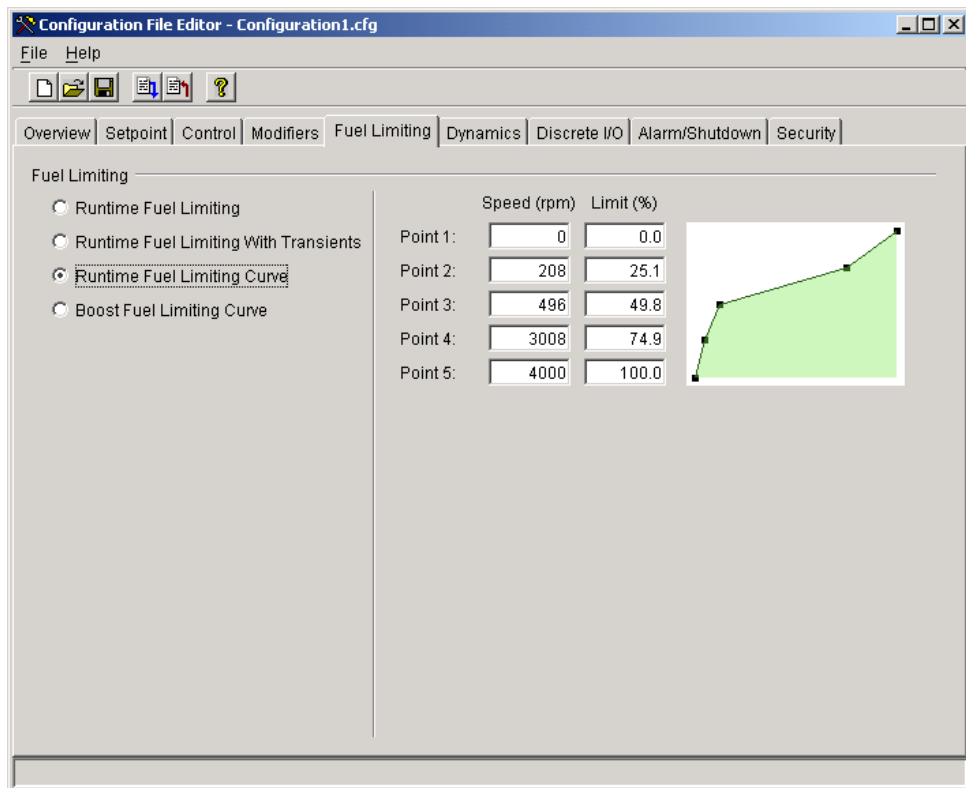 Configuration File Editor - Configuration1.cfg
File Help
Overview Setpoint Control Modifiers Fuel Limiting Dynamics Discrete I/O Alarm/Shutdown Security
Fuel Limiting
Runtime Fuel Limiting
Runtime Fuel Limiting With Transients
Runtime Fuel Limiting Curve
Boost Fuel Limiting Curve
Speed (rpm) Limit (%)
Point 1: 0 0.0
Point 2: 208 25.1
Point 3: 496 49.8
Point 4: 3008 74.9
Point 5: 4000 100.0